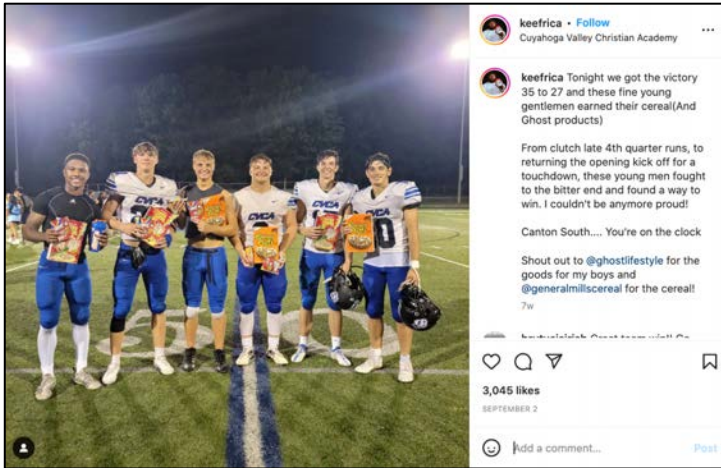 keefrica • Follow
Cuyahoga Valley Christian Academy
keefrica Tonight we got the victory
35 to 27 and these fine young
gentlemen earned their cereal(And
Ghost products)
From clutch late 4th quarter runs, to
returning the opening kick off for a
touchdown, these young men fought
to the bitter end and found a way to
win. I couldn't be anymore proud!
Canton South.... You're on the clock
Shout out to @ghostlifestyle for the
goods for my boys and
@generalmillscereal for the cereal!
7w
3,045 likes
SEPTEMBER 2
Add a comment...
Post
CVCA
CVCA
50